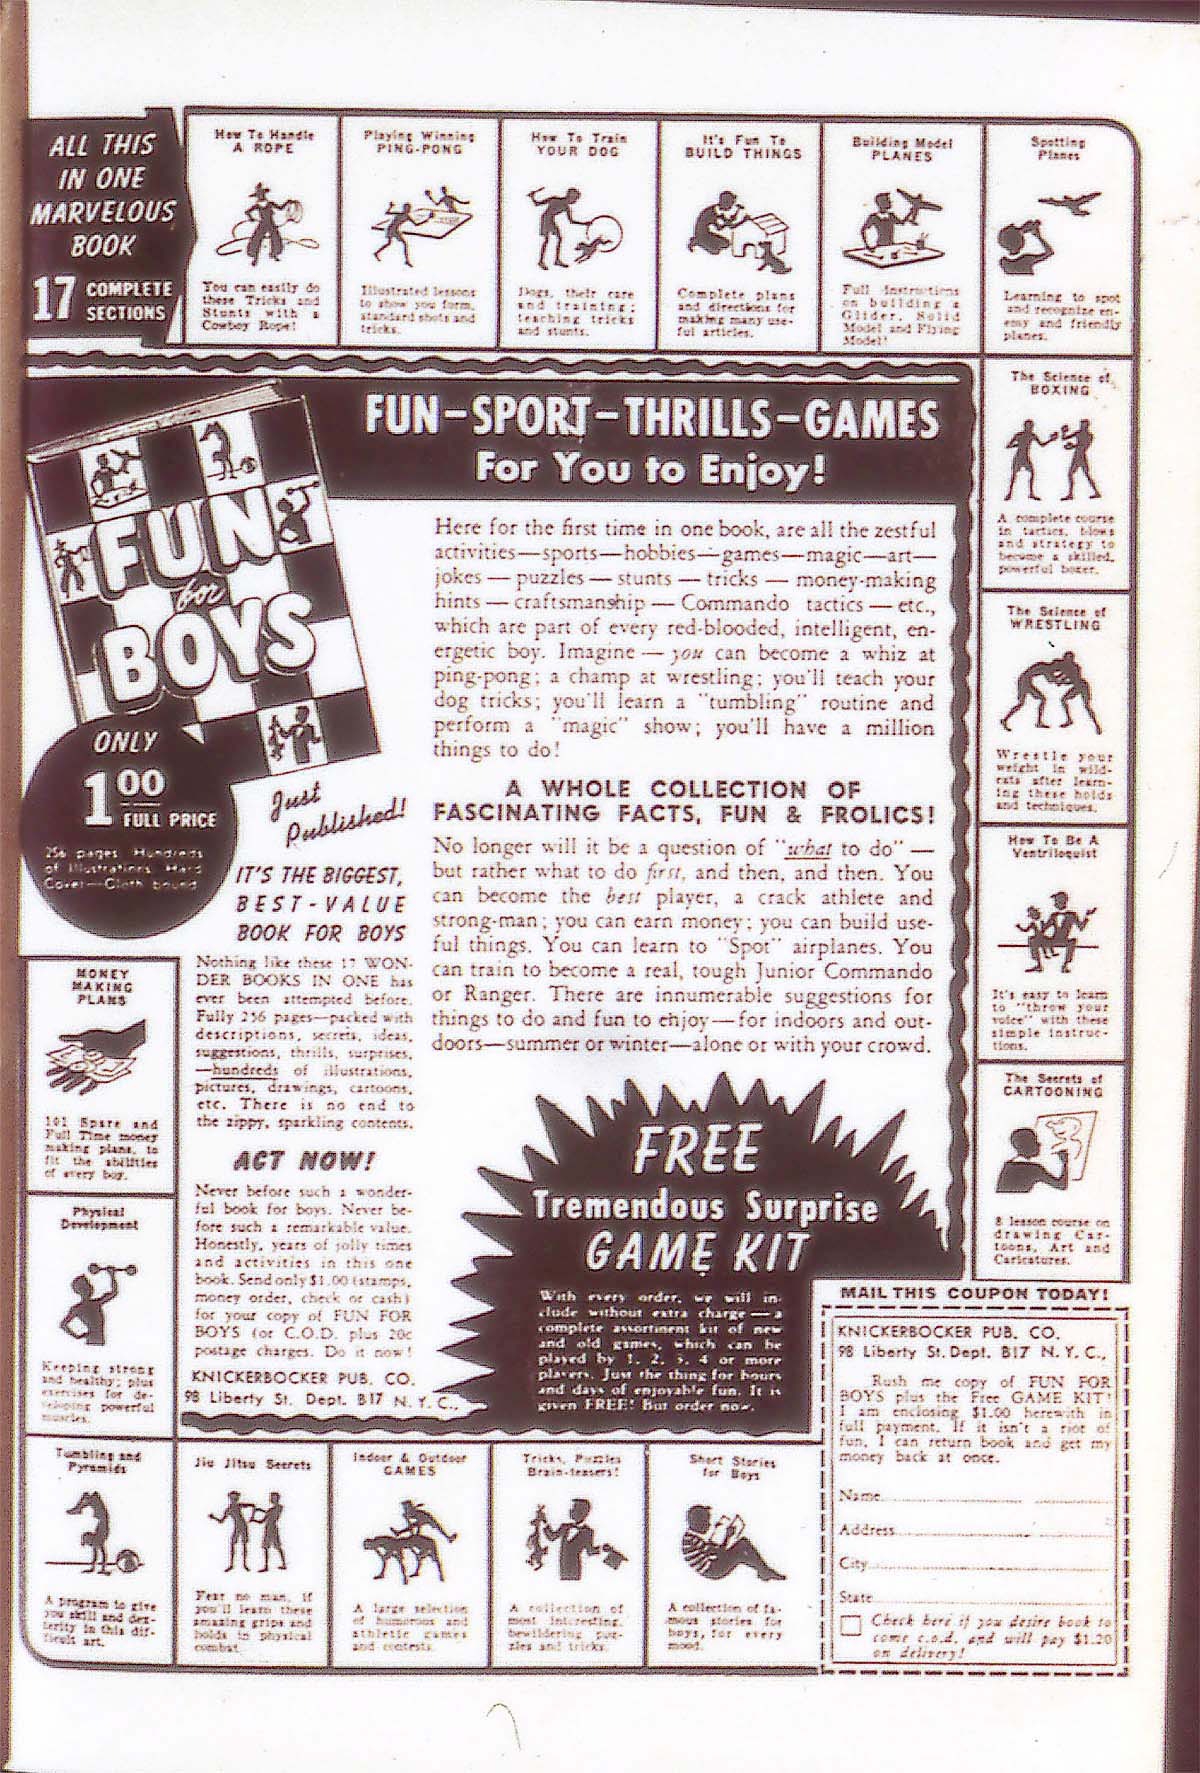 ALL THIS
IN ONE
MARVELOUS
BOOK
17 COMPLETE
SECTIONS
How To Handle
A ROPE
You can easily do
these Tricks and
Stunts with a
Cowboy Rope!
Playing Winning
PING-PONG
Illustrated lessons
to show you form,
standard shots and
tricks.
How To Train
YOUR DOG
Dogs, their care
and training;
teaching tricks
and stunts.
It's Fun To
BUILD THINGS
Complete plans
and directions for
making many use-
ful articles.
Building Model
PLANES
Full Instructions
on building a
Glider, Solid
Model and Flying
Model!
Spotting
Planes
Learning to spot
and recognize en-
emy and friendly
planes.
The Science of
BOXING
A complete course
in tactics, blows
and strategy to
become a skilled,
powerful boxer.
The Science of
WRESTLING
Wrestle your
weight in wild-
cats after learn-
ing these holds
and techniques.
How To Be A
Ventriloquist
It's easy to learn
to "throw your
voice" with these
simple instruc-
tions.
The Secrets of
CARTOONING
8 lesson course on
drawing Car-
toons, Art and
Caricatures.
FUN-SPORT-THRILLS-GAMES
For You to Enjoy!
FUN
for
BOYS
ONLY
1.00
FULL PRICE
256 pages. Hundreds
of illustrations. Hard
Cover—Cloth bound
Just
Published!
Here for the first time in one book, are all the zestful
activities—sports—hobbies—games—magic—art—
jokes — puzzles — stunts — tricks — money-making
hints — craftsmanship — Commando tactics — etc.,
which are part of every red-blooded, intelligent, en-
ergetic boy. Imagine — you can become a whiz at
ping-pong; a champ at wrestling; you'll teach your
dog tricks; you'll learn a "tumbling" routine and
perform a "magic" show; you'll have a million
things to do!
A WHOLE COLLECTION OF
FASCINATING FACTS, FUN & FROLICS!
No longer will it be a question of "what to do" —
but rather what to do first, and then, and then. You
can become the best player, a crack athlete and
strong-man; you can earn money; you can build use-
ful things. You can learn to "Spot" airplanes. You
can train to become a real, tough Junior Commando
or Ranger. There are innumerable suggestions for
things to do and fun to enjoy—for indoors and out-
doors—summer or winter—alone or with your crowd.
IT'S THE BIGGEST,
BEST-VALUE
BOOK FOR BOYS
Nothing like these 17 WON-
DER BOOKS IN ONE has
ever been attempted before.
Fully 256 pages—packed with
descriptions, secrets, ideas,
suggestions, thrills, surprises,
—hundreds of illustrations,
pictures, drawings, cartoons,
etc. There is no end to
the zippy, sparkling contents.
ACT NOW!
Never before such a wonder-
ful book for boys. Never be-
fore such a remarkable value.
Honestly, years of jolly times
and activities in this one
book. Send only $1.00 (stamps,
money order, check or cash)
for your copy of FUN FOR
BOYS (or C.O.D. plus 20c
postage charges. Do it now!
KNICKERBOCKER PUB. CO.
98 Liberty St. Dept. B17 N. Y. C.,
FREE
Tremendous Surprise
GAME KIT
With every order, we will in-
clude without extra charge — a
complete assortment kit of new
and old games, which can be
played by 1, 2, 3, 4 or more
players. Just the thing for hours
and days of enjoyable fun. It is
given FREE! But order now.
MONEY
MAKING
PLANS
101 Spare and
Full Time money
making plans, to
fit the abilities
of every boy.
Physical
Development
Keeping strong
and healthy; plus
exercises for de-
veloping powerful
muscles.
Tumbling and
Pyramids
A program to give
you skill and dex-
terity in this dif-
ficult art.
Jiu Jitsu Secrets
Fear no man, if
you'll learn these
amazing grips and
holds in physical
combat.
Indoor & Outdoor
GAMES
A large selection
of humorous and
athletic games
and contests.
Tricks, Puzzles
Brain-teasers!
A collection of
most interesting,
bewildering puz-
zles and tricks.
Short Stories
for Boys
A collection of fa-
mous stories for
boys, for every
mood.
MAIL THIS COUPON TODAY!
KNICKERBOCKER PUB. CO.
98 Liberty St. Dept. B17 N. Y. C.,
Rush me copy of FUN FOR
BOYS plus the Free GAME KIT!
I am enclosing $1.00 herewith in
full payment. If it isn't a riot of
fun, I can return book and get my
money back at once.
Name
Address
City
State
Check here if you desire book to
come c.o.d. and will pay $1.20
on delivery!